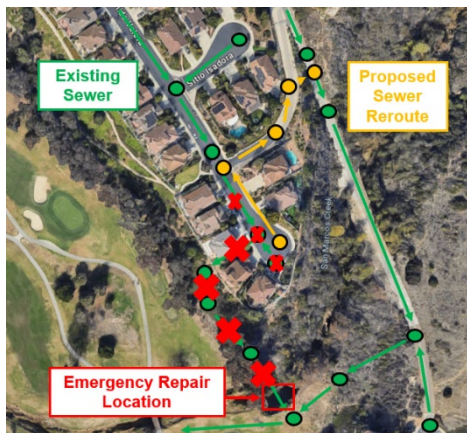 Sitio Isadora
Existing
Sewer
Proposed
Sewer
Reroute
San Marcos Creek
Emergency Repair
Location